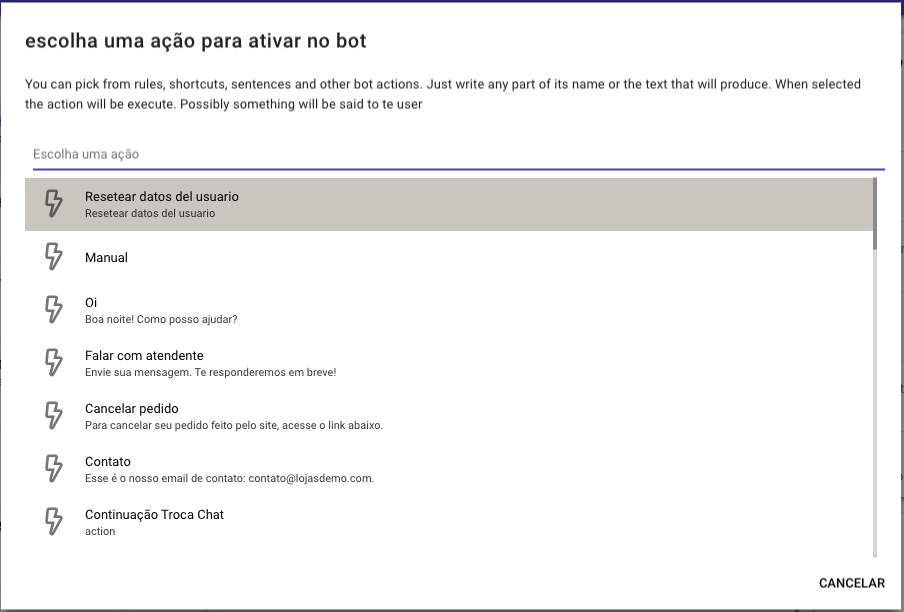 escolha uma ação para ativar no bot
You can pick from rules, shortcuts, sentences and other bot actions. Just write any part of its name or the text that will produce. When selected
the action will be execute. Possibly something will be said to te user
Escolha uma ação
Resetear datos del usuario
Resetear datos del usuario
Manual
Oi
Boa noite! Como posso ajudar?
Falar com atendente
Envie sua mensagem. Te responderemos em breve!
Cancelar pedido
Para cancelar seu pedido feito pelo site, acesse o link abaixo.
Contato
Esse é o nosso email de contato: contato@lojasdemo.com.
Continuação Troca Chat
action
CANCELAR